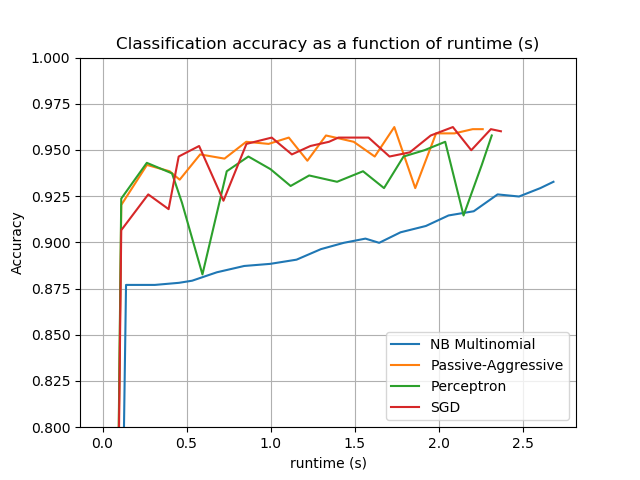 Classification accuracy as a function of runtime (s)
1.000
0.975
0.950
0.925
0.900
0.875
0.850
0.825
0.800
Accuracy
NB Multinomial
Passive-Aggressive
Perceptron
SGD
0.0 0.5 1.0 1.5 2.0 2.5
runtime (s)